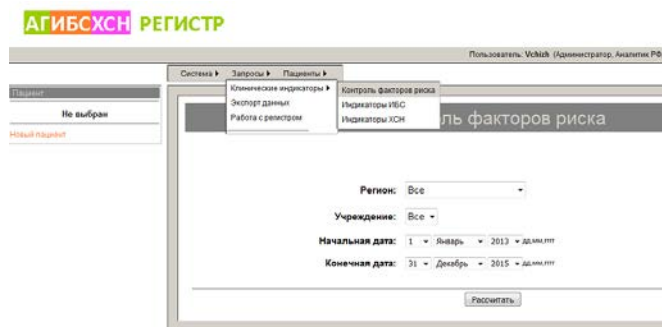 АГИБСХСН РЕГИСТР
Пользователь: Vchizh (Администратор, Аналитик РФ
Система Запросы Пациенты
Пациент
Не выбран
Новый пациент
Клинические индикаторы
Экспорт данных
Работа с регистром
Контроль факторов риска
Индикаторы ИБС
Индикаторы ХСН
ль факторов риска
Регион: Все
Учреждение: Все
Начальная дата: 1 Январь 2013 дд,мм,гггг
Конечная дата: 31 Декабрь 2015 дд,мм,гггг
Рассчитать